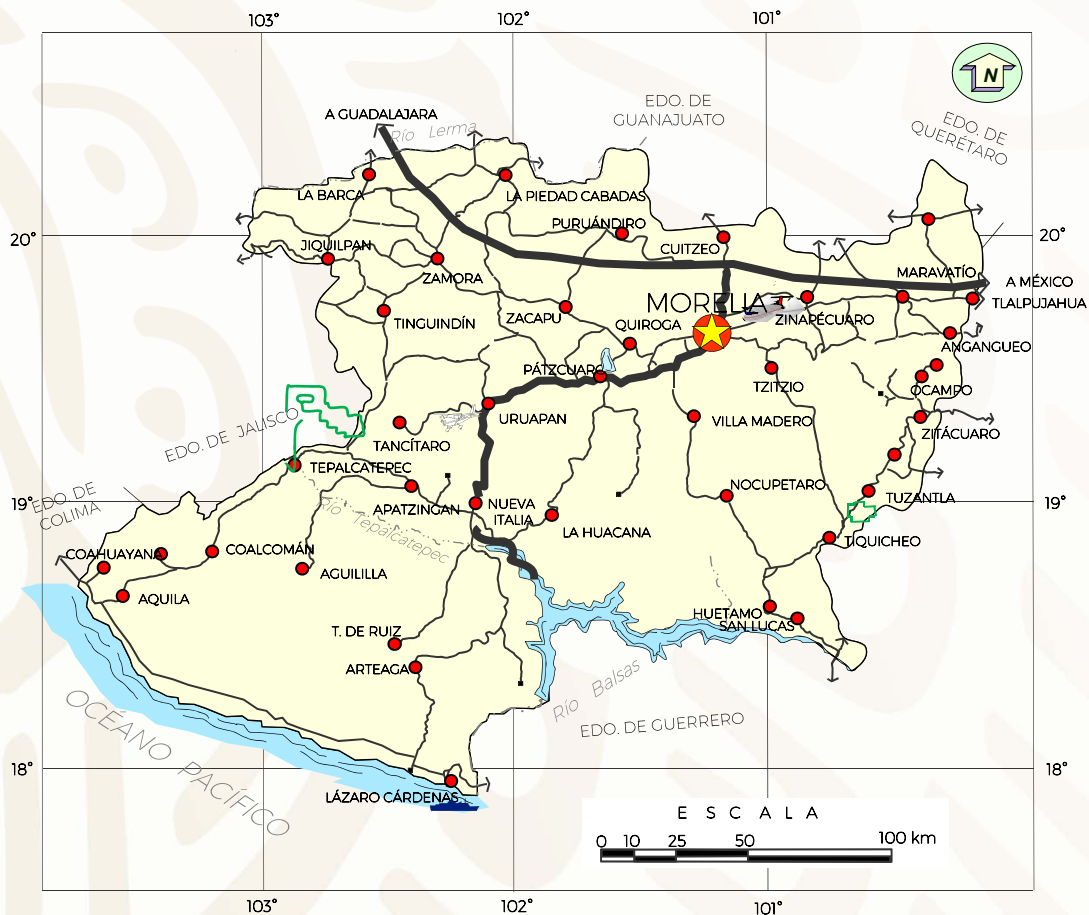 103°
102°
101°
N
A GUADALAJARA
Río Lerma
EDO. DE
GUANAJUATO
EDO. DE
QUERÉTARO
LA BARCA
LA PIEDAD CABADAS
PURUÁNDIRO
20°
JIQUILPAN
CUITZEO
20°
ZAMORA
MARAVATÍO
A MÉXICO
MORELIA
TLALPUJAHUA
TINGUINDÍN
ZACAPU
QUIROGA
ZINAPÉCUARO
ANGANGUEO
PÁTZCUARO
TZITZIO
OCAMPO
EDO. DE JALISCO
URUAPAN
VILLA MADERO
TANCÍTARO
ZITÁCUARO
TEPALCATEPEC
NOCUPETARO
EDO. DE
COLIMA
19°
APATZINGAN
NUEVA
ITALIA
TUZANTLA
19°
Río Tepalcatepec
LA HUACANA
TIQUICHEO
COAHUAYANA
COALCOMÁN
AGUILILLA
AQUILA
HUETAMO
SAN LUCAS
T. DE RUIZ
ARTEAGA
Río Balsas
EDO. DE GUERRERO
OCÉANO PACÍFICO
18°
18°
LÁZARO CÁRDENAS
ESCALA
0 10 25 50 100 km
103°
102°
101°